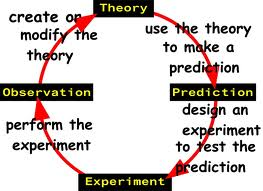 Theory
create or
modify the
theory
use the theory
to make a
prediction
Observation
Prediction
perform the
experiment
design an
experiment
to test the
prediction
Experiment